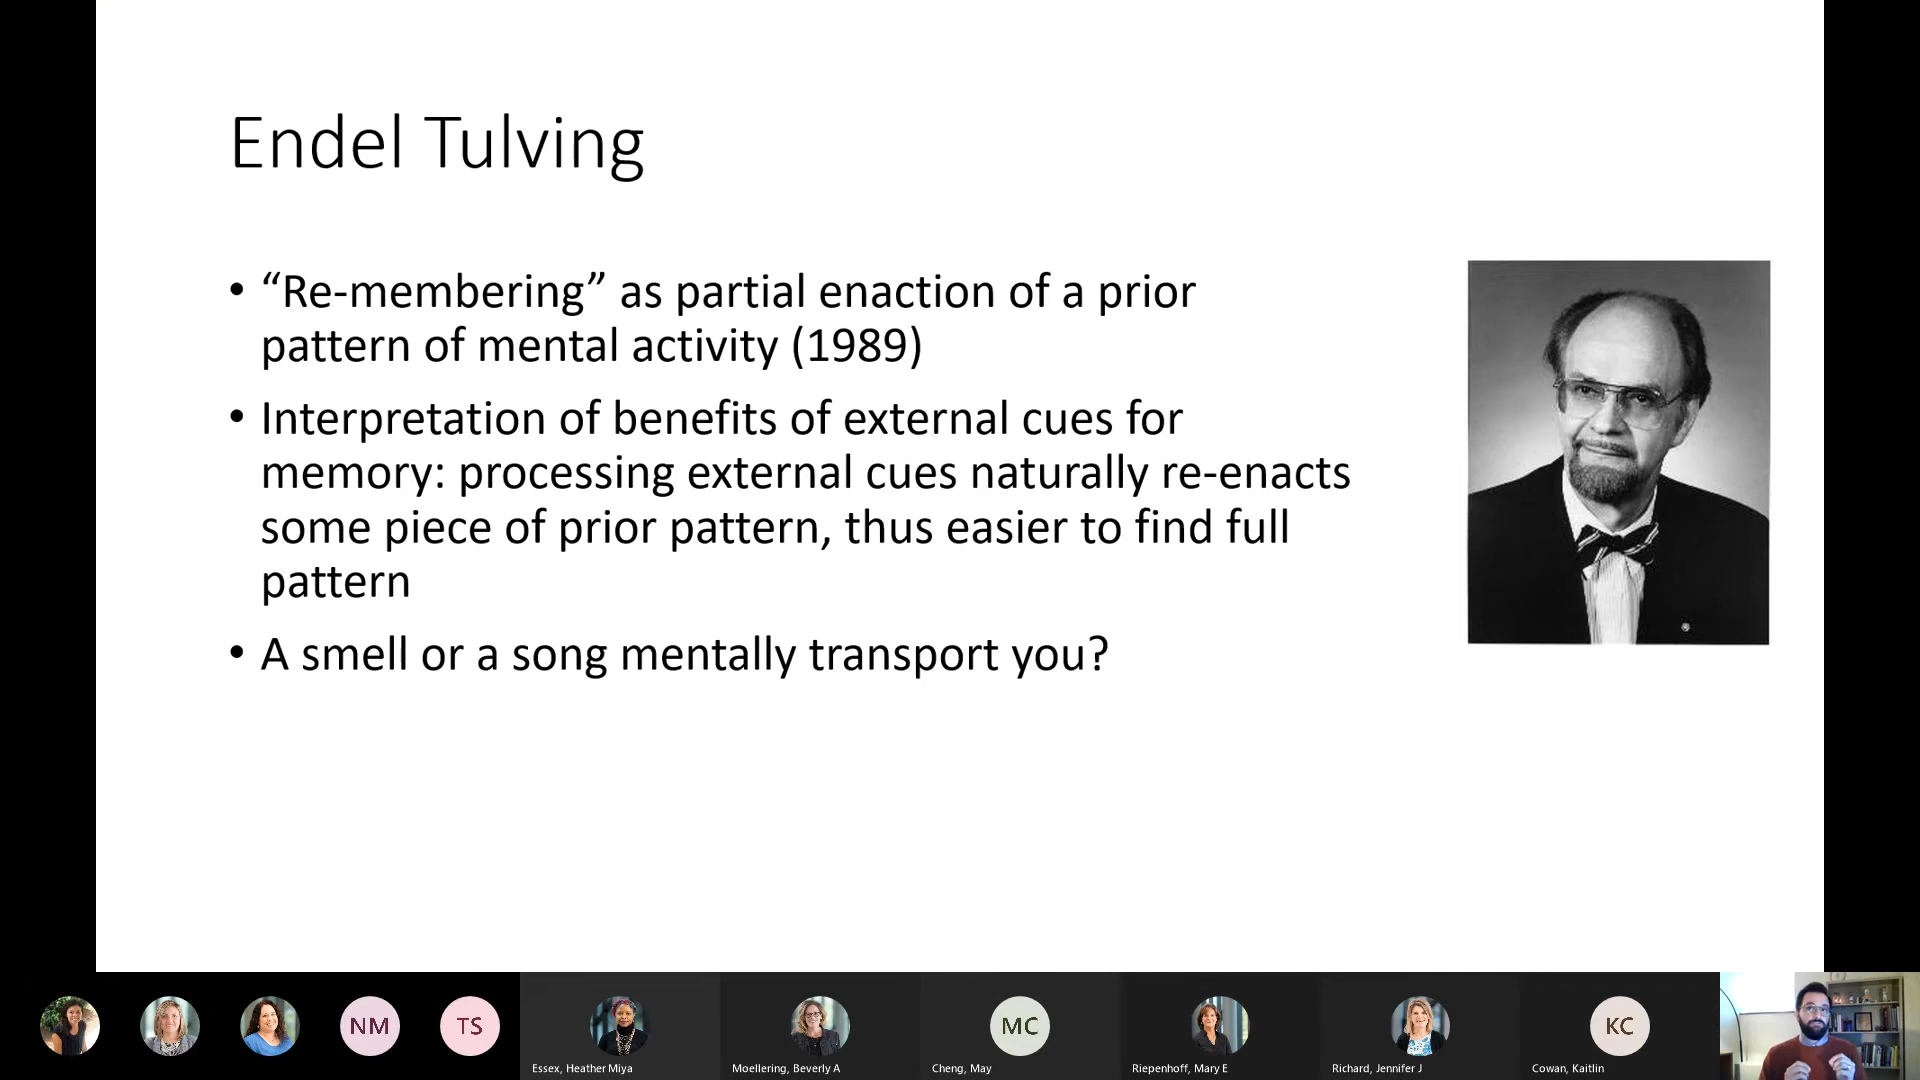 Endel Tulving
• “Re-membering” as partial enaction of a prior
pattern of mental activity (1989)
• Interpretation of benefits of external cues for
memory: processing external cues naturally re-enacts
some piece of prior pattern, thus easier to find full
pattern
• A smell or a song mentally transport you?
NM
TS
MC
KC
Essex, Heather Miya
Moellering, Beverly A
Cheng, May
Riepenhoff, Mary E
Richard, Jennifer J
Cowan, Kaitlin